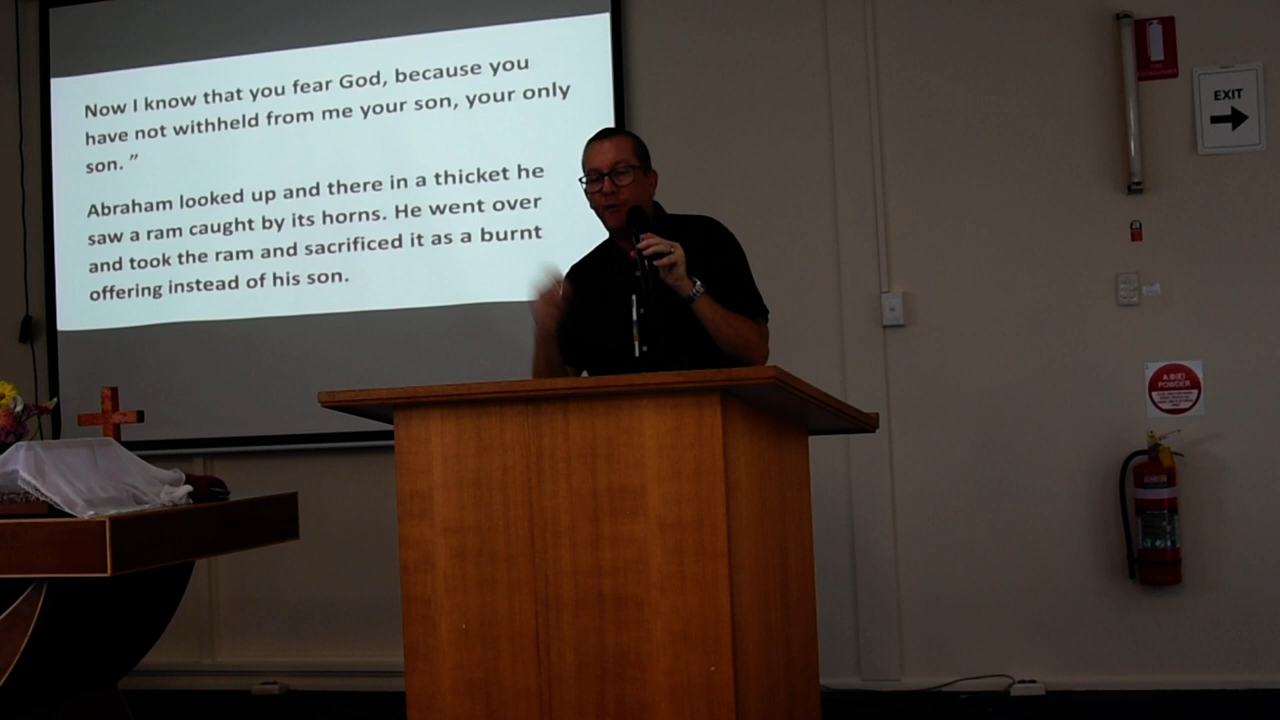 Now I know that you fear God, because you
have not withheld from me your son, your only
son. ”
Abraham looked up and there in a thicket he
saw a ram caught by its horns. He went over
and took the ram and sacrificed it as a burnt
offering instead of his son.
EXIT
A:B(E)
POWDER